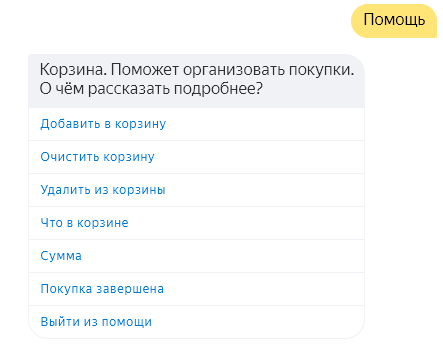 Помощь
Корзина. Поможет организовать покупки.
О чём рассказать подробнее?
Добавить в корзину
Очистить корзину
Удалить из корзины
Что в корзине
Сумма
Покупка завершена
Выйти из помощи